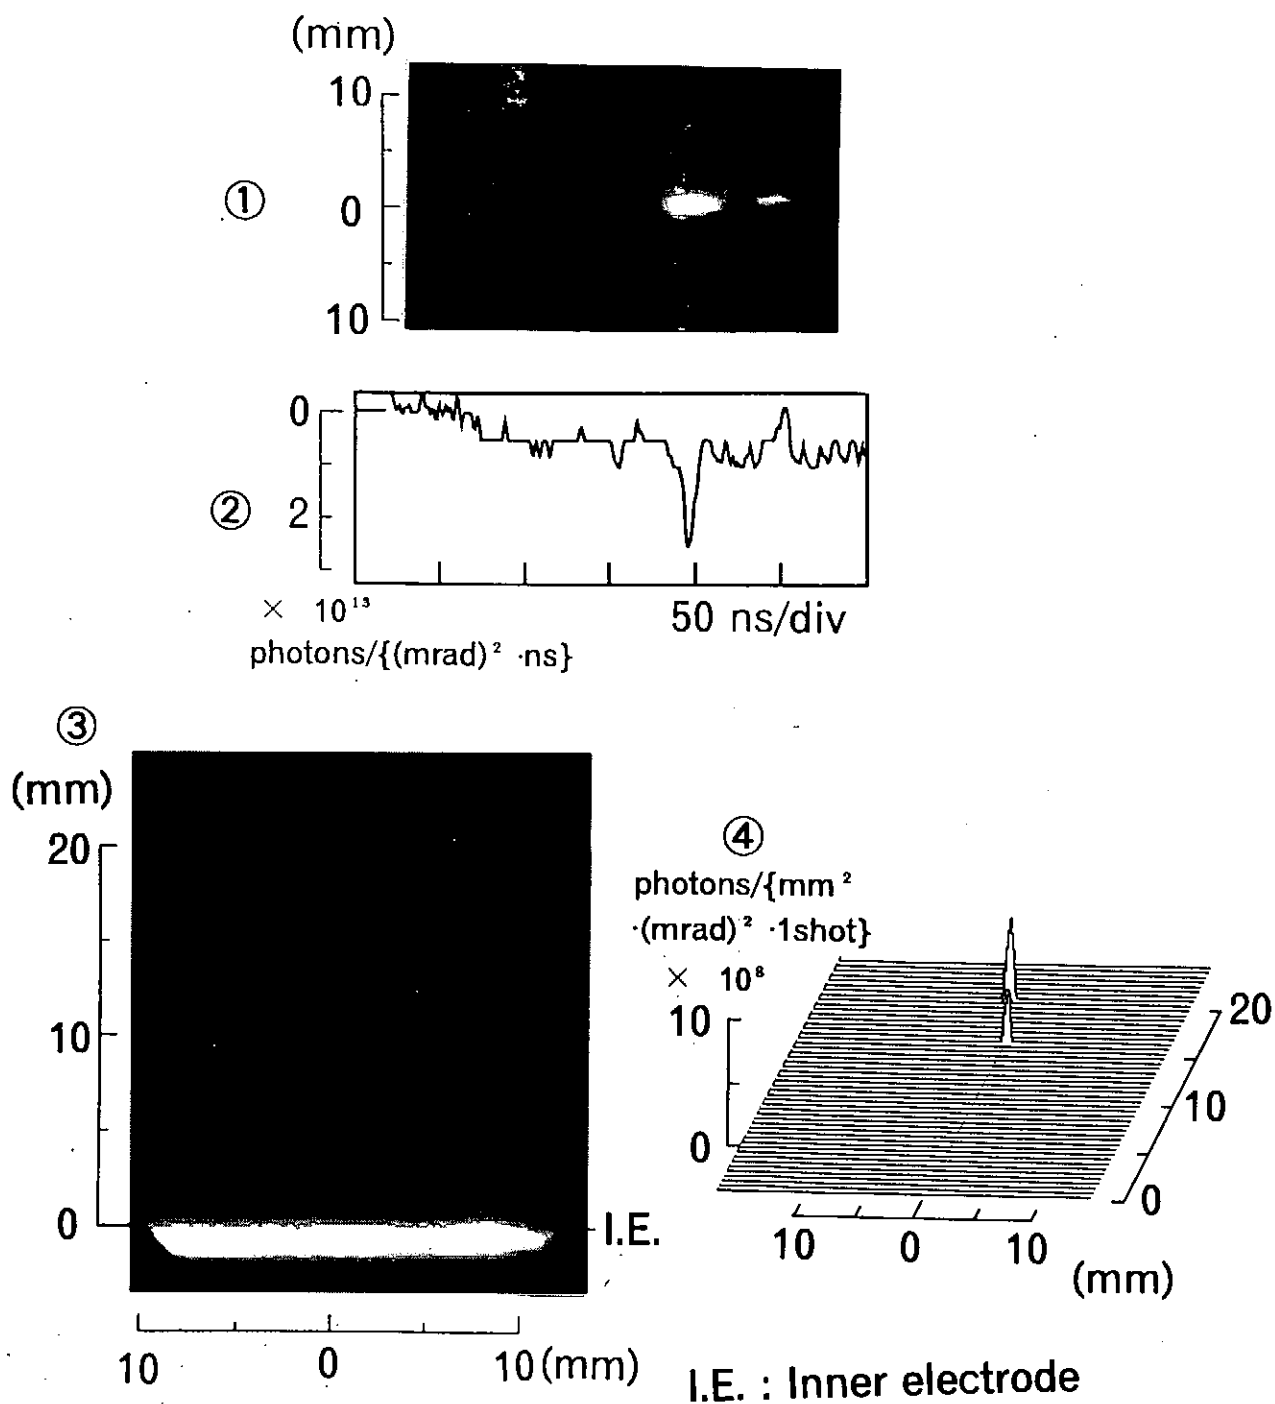 (mm)
10
① 0
10
0
② 2
× 10¹³
50 ns/div
photons/{(mrad)² ·ns}
③
(mm)
20
10
0
I.E.
10 0 10 (mm)
④
photons/{mm²
·(mrad)² ·1shot}
× 10⁸
10
0
20
10
0
10 0 10
(mm)
I.E. : Inner electrode